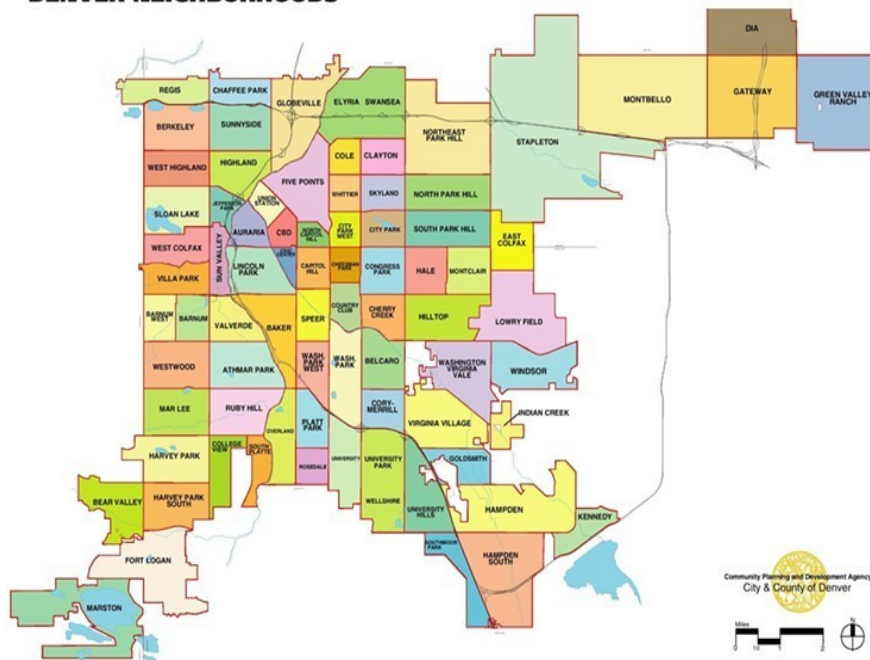 DENVER NEIGHBORHOODS
DIA
REGIS
CHAFFEE PARK
GLOBEVILLE
ELYRIA SWANSEA
MONTBELLO
GATEWAY
GREEN VALLEY
RANCH
BERKELEY
SUNNYSIDE
NORTHEAST
PARK HILL
STAPLETON
WEST HIGHLAND
HIGHLAND
FIVE POINTS
COLE
CLAYTON
SLOAN LAKE
JEFFERSON
PARK
UNION
STATION
WHITTIER
SKYLAND
NORTH PARK HILL
WEST COLFAX
SUN VALLEY
AURARIA
CBD
NORTH
CAPITOL
HILL
CITY
PARK
WEST
CITY PARK
SOUTH PARK HILL
EAST
COLFAX
VILLA PARK
LINCOLN
PARK
CIVIC
CENTER
CAPITOL
HILL
CHEESMAN
PARK
CONGRESS
PARK
HALE
MONTCLAIR
BARNUM
WEST
BARNUM
VALVERDE
BAKER
SPEER
COUNTRY
CLUB
CHERRY
CREEK
HILLTOP
LOWRY FIELD
WESTWOOD
ATHMAR PARK
WASH.
PARK
WEST
WASH.
PARK
BELCARO
WASHINGTON
VIRGINIA
VALE
WINDSOR
MAR LEE
RUBY HILL
OVERLAND
PLATT
PARK
CORY-
MERRILL
VIRGINIA VILLAGE
INDIAN CREEK
HARVEY PARK
COLLEGE
VIEW
SOUTH
PLATTE
ROSEDALE
UNIVERSITY
UNIVERSITY
PARK
GOLDSMITH
BEAR VALLEY
HARVEY PARK
SOUTH
WELLSHIRE
UNIVERSITY
HILLS
HAMPDEN
KENNEDY
FORT LOGAN
SOUTHMOOR
PARK
HAMPDEN
SOUTH
MARSTON
Community Planning and Development Agency
City & County of Denver
Miles
N
0
1
2